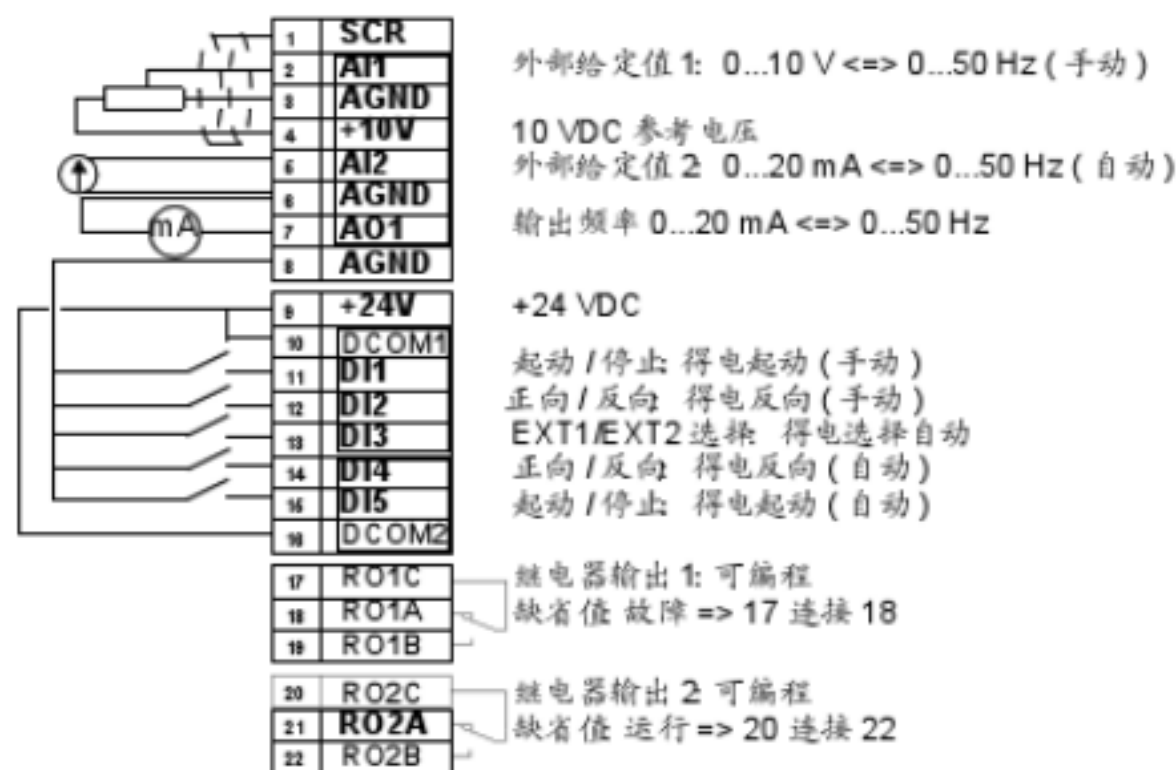 1 SCR
2 AI1 外部给定值 1: 0...10 V <=> 0...50 Hz ( 手动 )
3 AGND
4 +10V 10 VDC 参考电压
5 AI2 外部给定值 2: 0...20 mA <=> 0...50 Hz ( 自动 )
6 AGND
mA 7 AO1 输出频率 0...20 mA <=> 0...50 Hz
8 AGND
9 +24V +24 VDC
10 DCOM1
11 DI1 起动 / 停止: 得电起动 ( 手动 )
12 DI2 正向 / 反向: 得电反向 ( 手动 )
13 DI3 EXT1/EXT2 选择: 得电选择自动
14 DI4 正向 / 反向: 得电反向 ( 自动 )
15 DI5 起动 / 停止: 得电起动 ( 自动 )
16 DCOM2
17 RO1C 继电器输出 1: 可编程
18 RO1A 缺省值: 故障 => 17 连接 18
19 RO1B
20 RO2C 继电器输出 2: 可编程
21 RO2A 缺省值: 运行 => 20 连接 22
22 RO2B